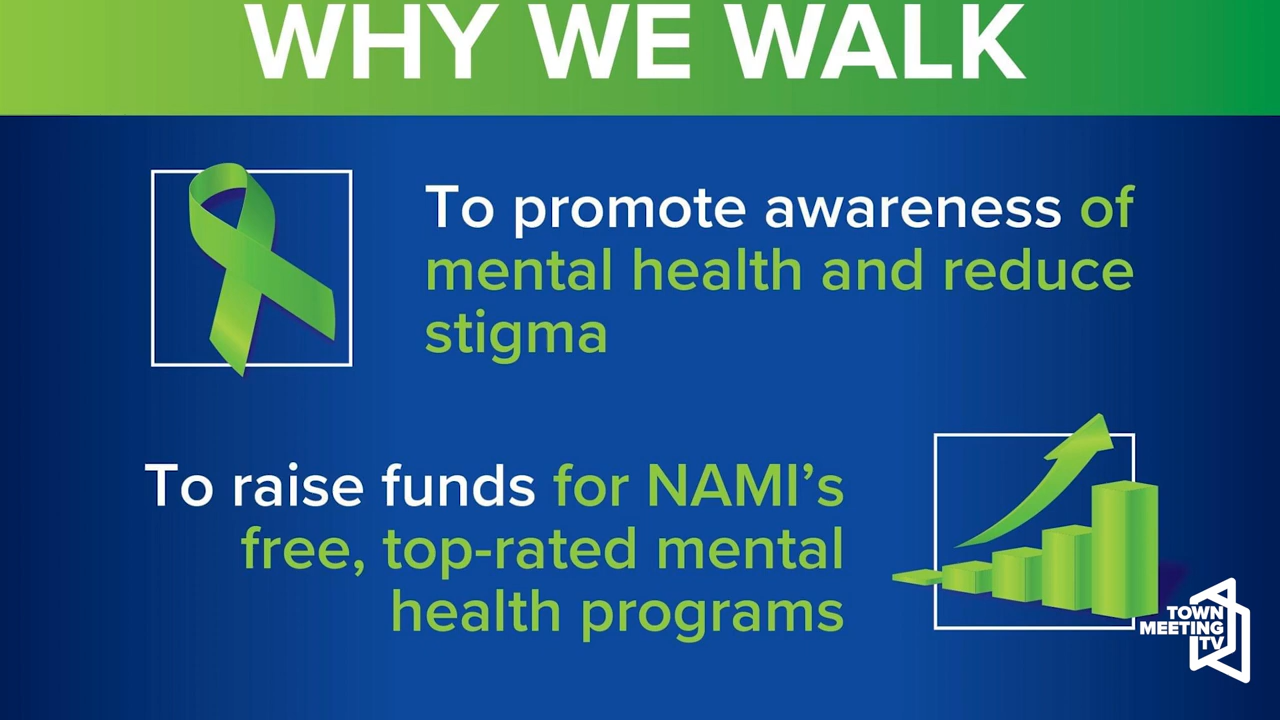 WHY WE WALK
To promote awareness of
mental health and reduce
stigma
To raise funds for NAMI’s
free, top-rated mental
health programs
TOWN
MEETING
TV